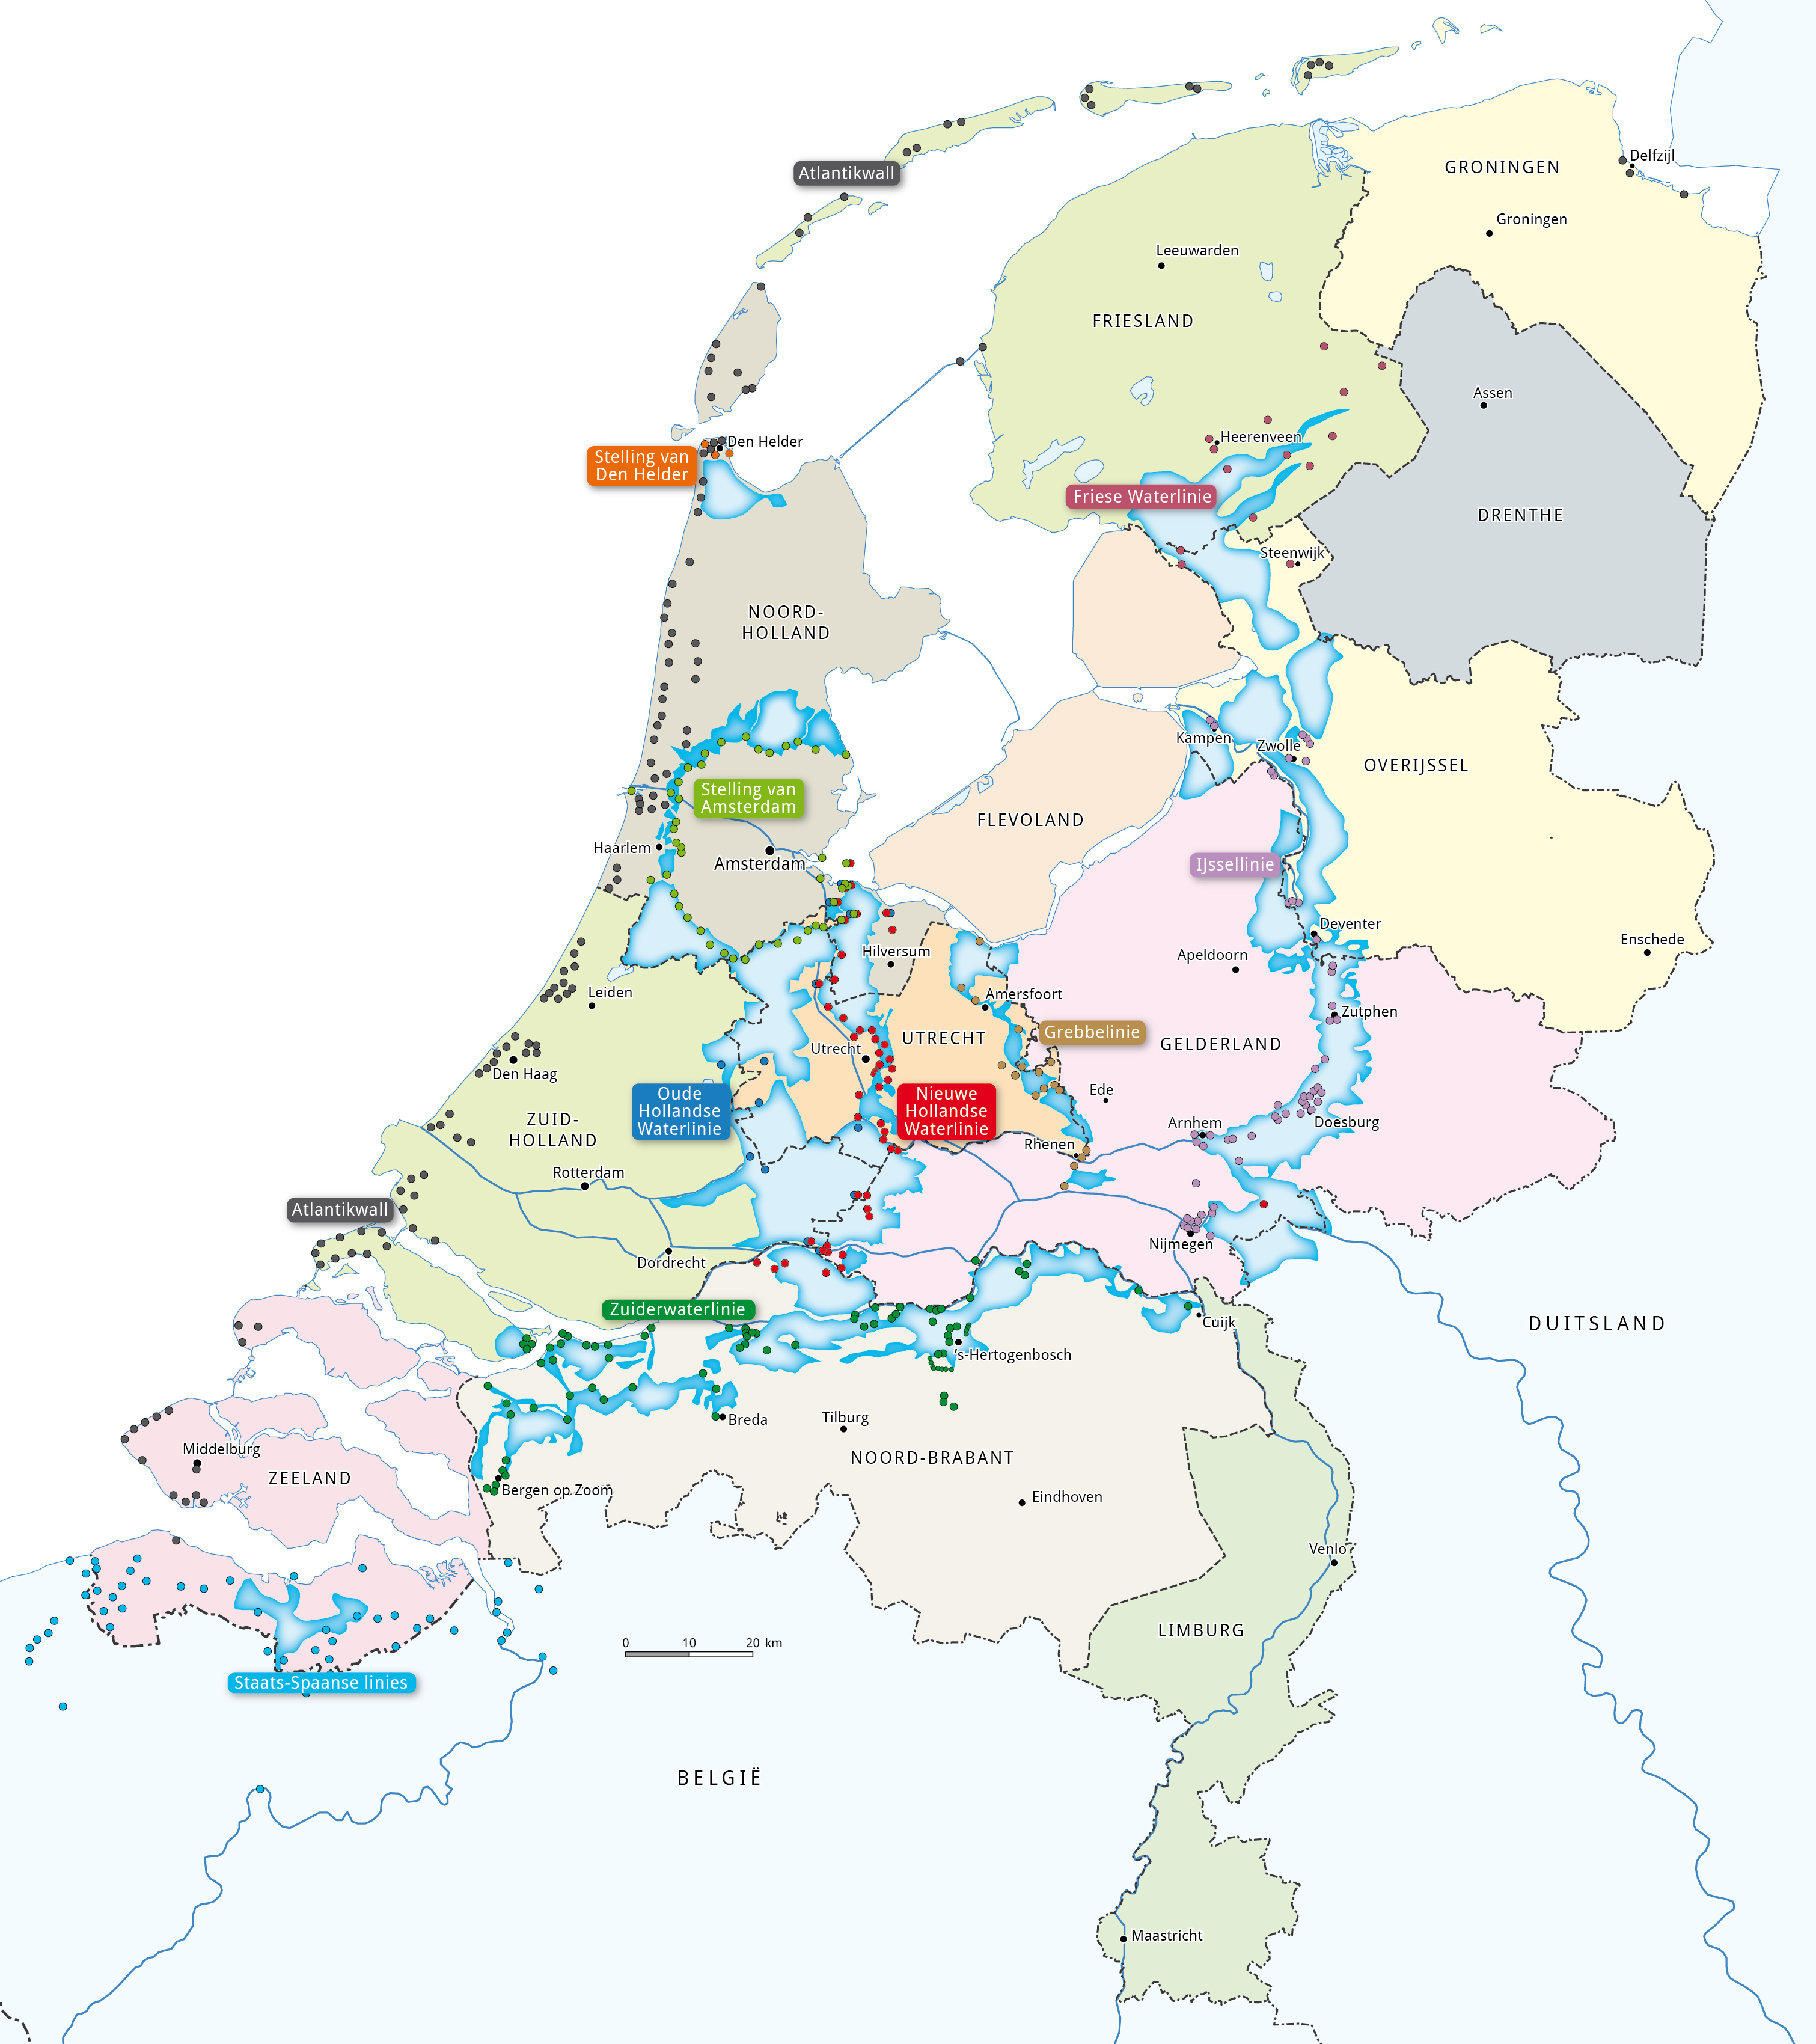 Delfzijl
GRONINGEN
Atlantikwall
Groningen
Leeuwarden
FRIESLAND
Assen
Den Helder
Heerenveen
Stelling van
Den Helder
Friese Waterlinie
DRENTHE
Steenwijk
NOORD-
HOLLAND
Kampen
Zwolle
OVERIJSSEL
Stelling van
Amsterdam
FLEVOLAND
Haarlem
Amsterdam
IJssellinie
Deventer
Enschede
Hilversum
Apeldoorn
Leiden
Amersfoort
Zutphen
Grebbelinie
UTRECHT
GELDERLAND
Utrecht
Den Haag
Ede
Oude
Hollandse
Waterlinie
Nieuwe
Hollandse
Waterlinie
ZUID-
HOLLAND
Arnhem
Doesburg
Rhenen
Rotterdam
Atlantikwall
Nijmegen
Dordrecht
Zuiderwaterlinie
Cuijk
DUITSLAND
's-Hertogenbosch
Breda
Tilburg
Middelburg
ZEELAND
NOORD-BRABANT
Bergen op Zoom
Eindhoven
Venlo
LIMBURG
0 10 20 km
Staats-Spaanse linies
BELGIË
Maastricht